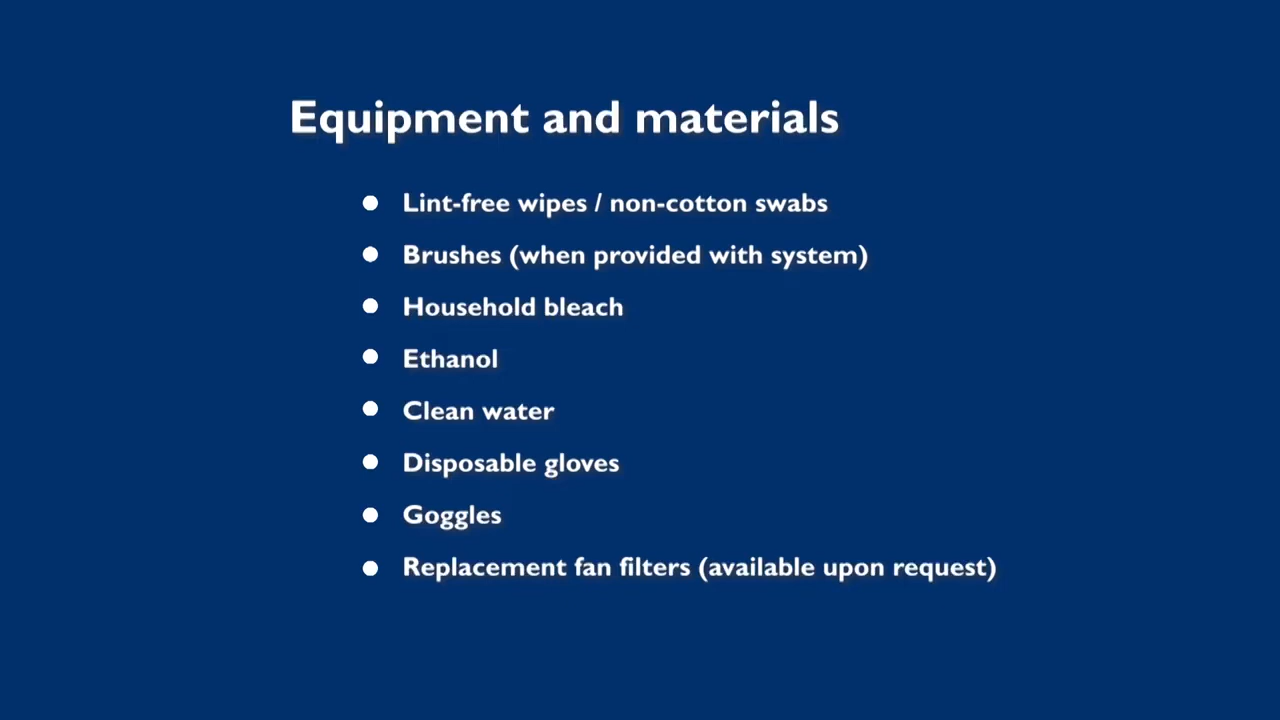 Equipment and materials
● Lint-free wipes / non-cotton swabs
● Brushes (when provided with system)
● Household bleach
● Ethanol
● Clean water
● Disposable gloves
● Goggles
● Replacement fan filters (available upon request)